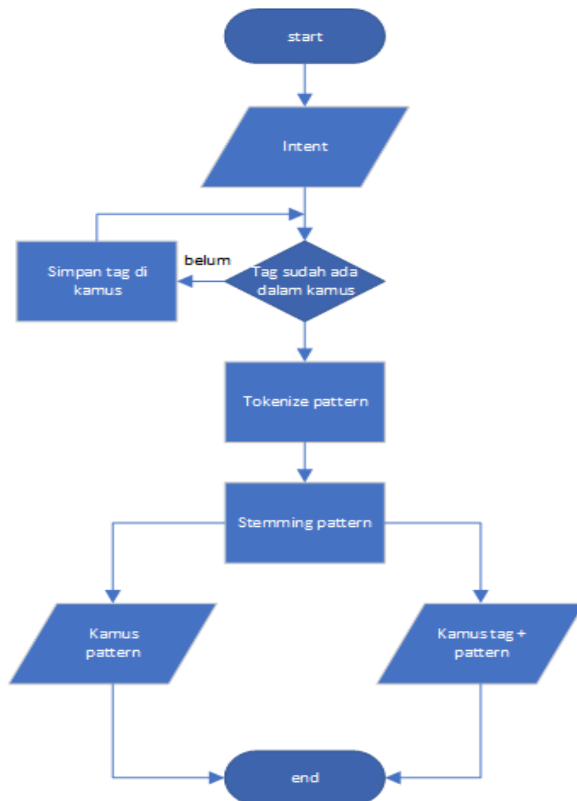 start
Intent
belum
Tag sudah ada
dalam kamus
Simpan tag di
kamus
Tokenize pattern
Stemming pattern
Kamus
pattern
Kamus tag +
pattern
end